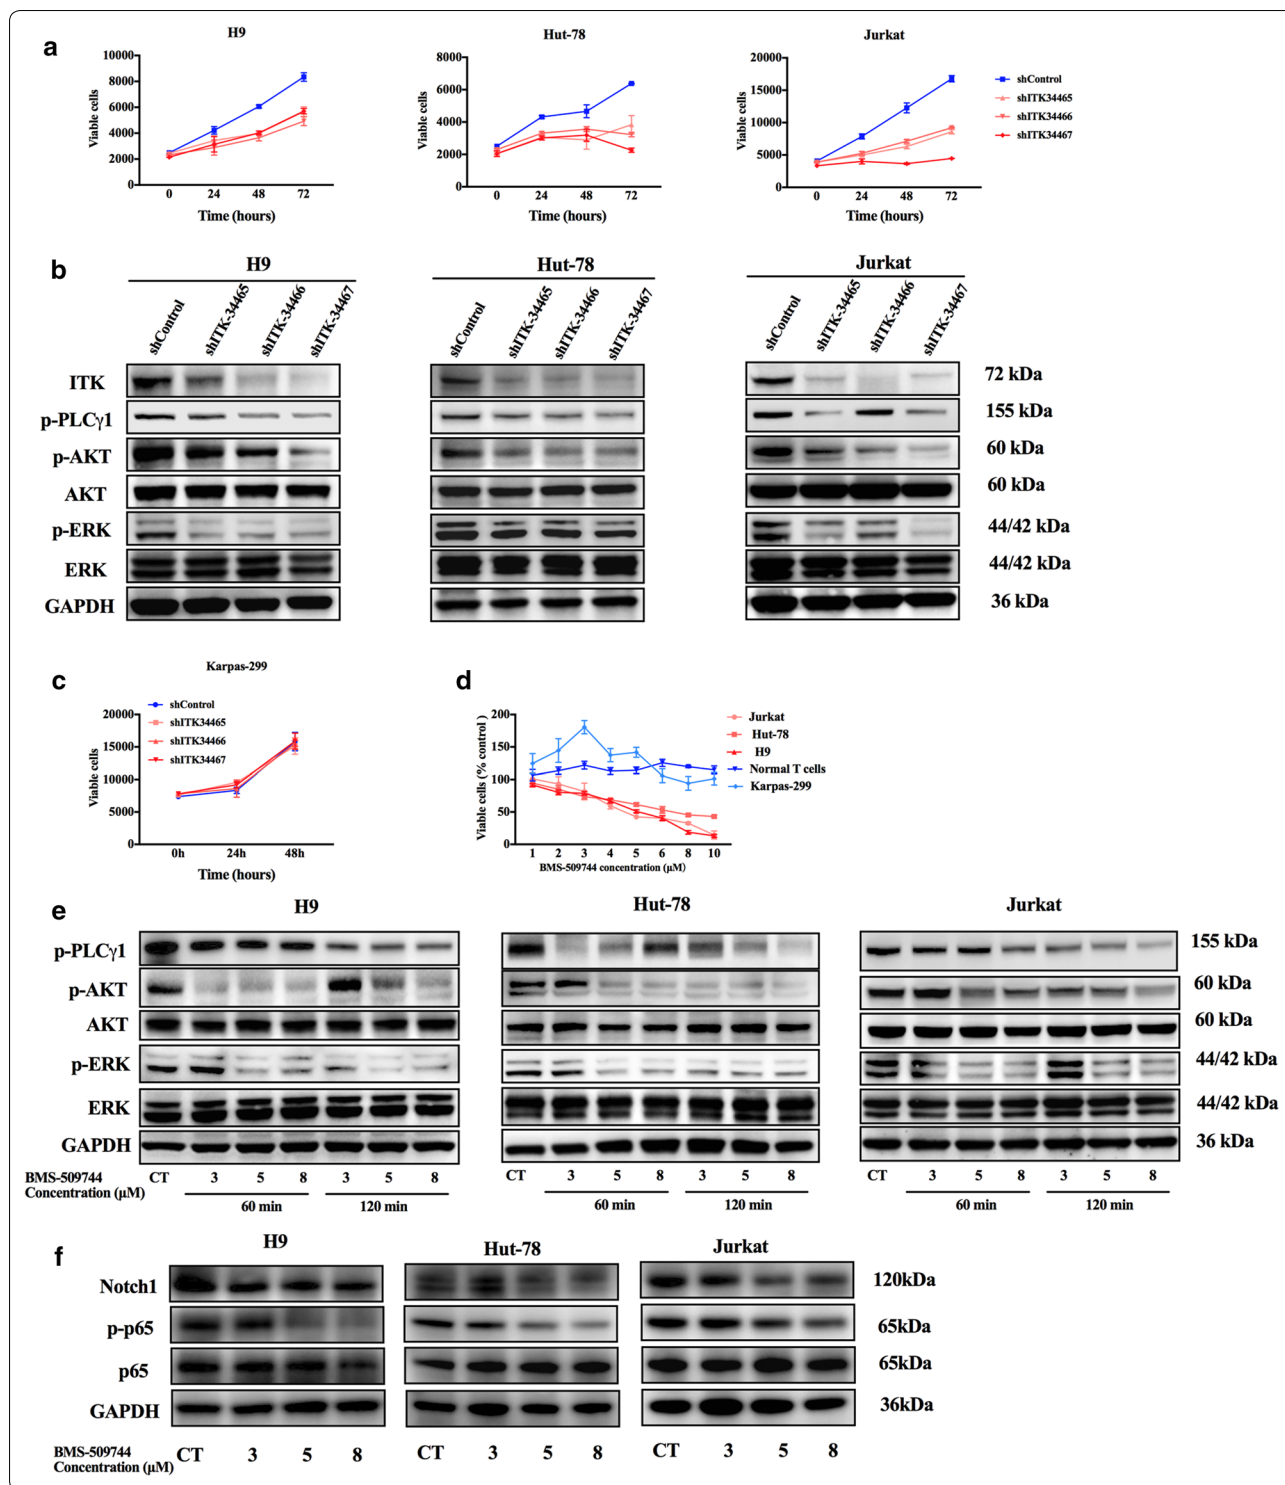 a
H9
Hut-78
Jurkat
Viable cells
10000
8000
6000
4000
2000
0
0 24 48 72
Time (hours)
Viable cells
8000
6000
4000
2000
0
0 24 48 72
Time (hours)
Viable cells
20000
15000
10000
5000
0
0 24 48 72
Time (hours)
shControl
shITK34465
shITK34466
shITK34467
b
H9
Hut-78
Jurkat
shControl shITK-34465 shITK-34466 shITK-34467
shControl shITK-34465 shITK-34466 shITK-34467
shControl shITK-34465 shITK-34466 shITK-34467
ITK 72 kDa
p-PLCγ1 155 kDa
p-AKT 60 kDa
AKT 60 kDa
p-ERK 44/42 kDa
ERK 44/42 kDa
GAPDH 36 kDa
c
Karpas-299
shControl
shITK34465
shITK34466
shITK34467
Viable cells
20000
15000
10000
5000
0
0h 24h 48h
Time (hours)
d
Viable cells (% control )
200
150
100
50
0
1 2 3 4 5 6 8 10
BMS-509744 concentration (μM)
Jurkat
Hut-78
H9
Normal T cells
Karpas-299
e
H9
Hut-78
Jurkat
p-PLCγ1 155 kDa
p-AKT 60 kDa
AKT 60 kDa
p-ERK 44/42 kDa
ERK 44/42 kDa
GAPDH 36 kDa
BMS-509744
Concentration (μM)
CT 3 5 8 3 5 8
60 min 120 min
CT 3 5 8 3 5 8
60 min 120 min
CT 3 5 8 3 5 8
60 min 120 min
f
H9
Hut-78
Jurkat
Notch1 120kDa
p-p65 65kDa
p65 65kDa
GAPDH 36kDa
BMS-509744
Concentration (μM)
CT 3 5 8
CT 3 5 8
CT 3 5 8